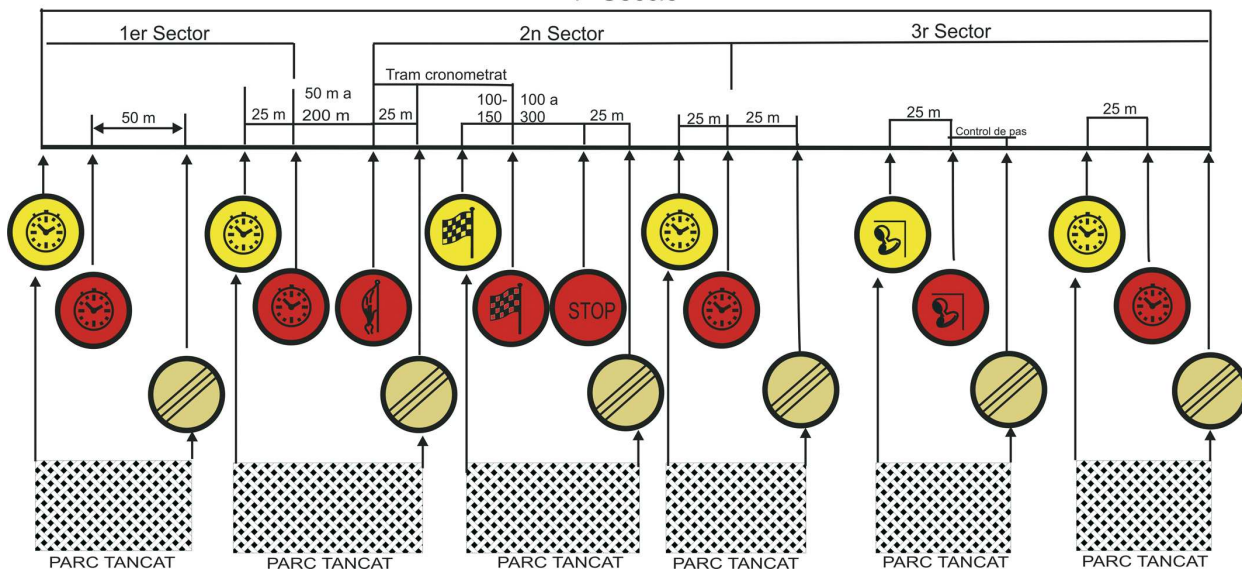 1er Sector
2n Sector
3r Sector
Tram cronometrat
50 m
25 m
50 m a
200 m
25 m
100-
150
100 a
300
25 m
25 m
25 m
25 m
Control de pas
25 m
STOP
PARC TANCAT
PARC TANCAT
PARC TANCAT
PARC TANCAT
PARC TANCAT
PARC TANCAT